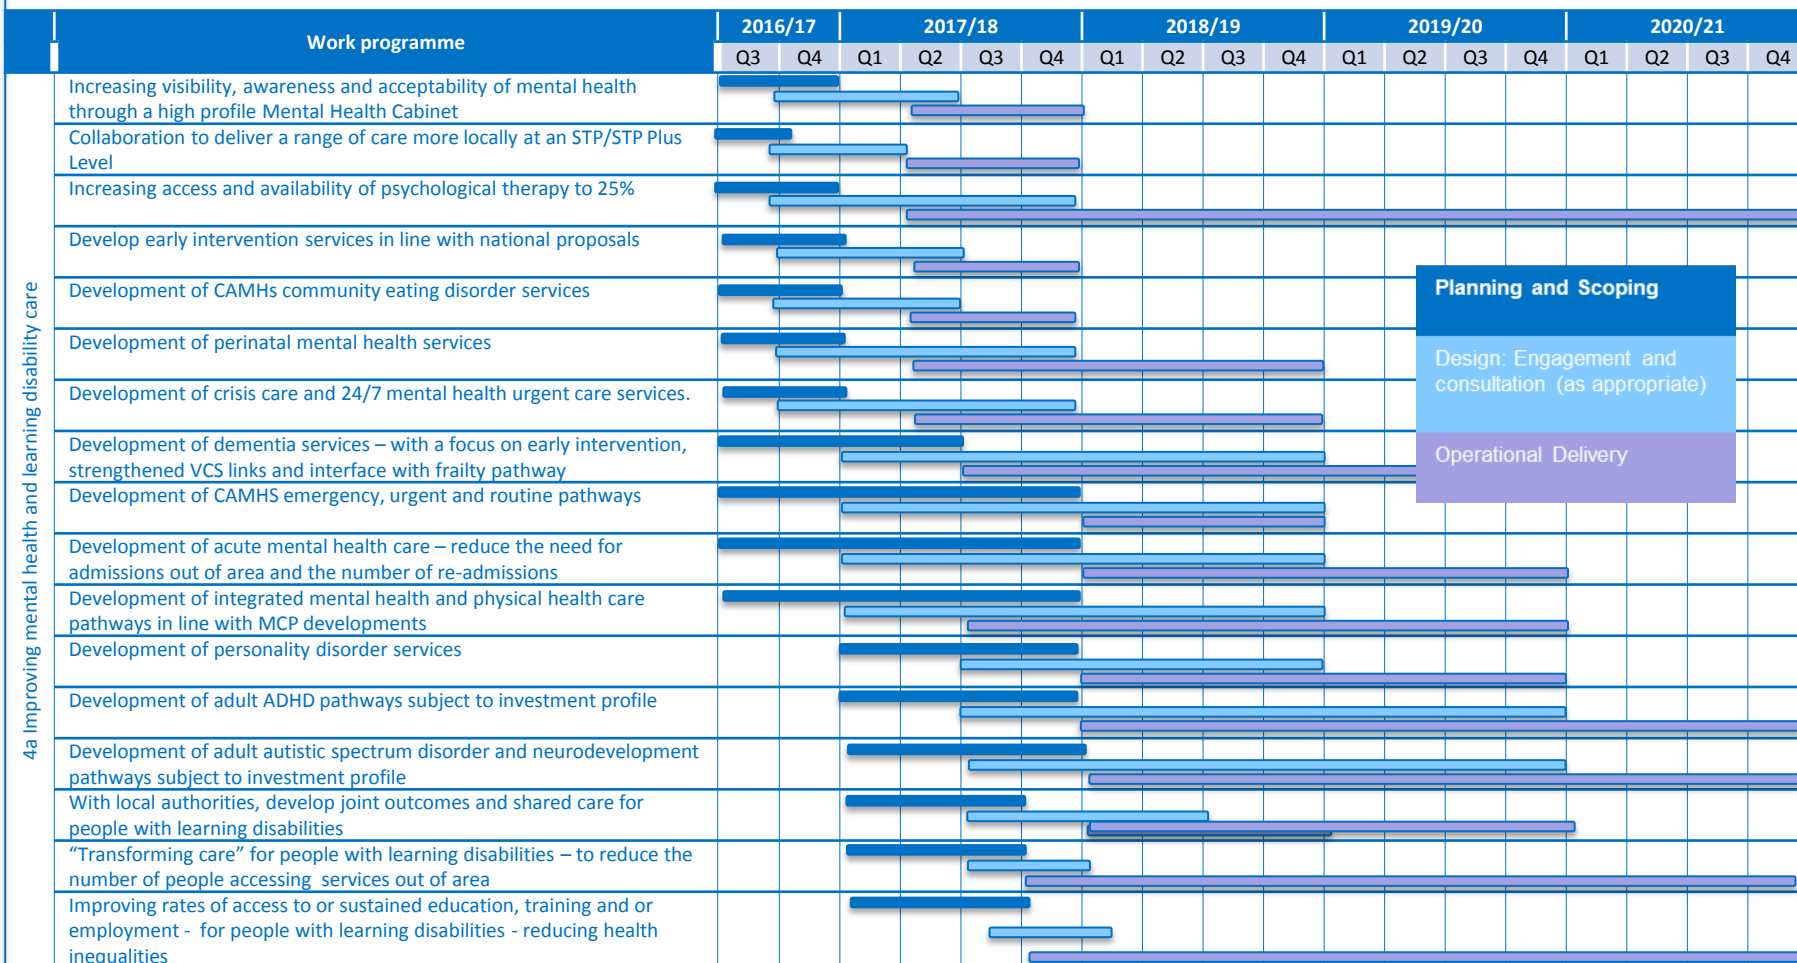 Work programme
2016/17 2017/18 2018/19 2019/20 2020/21
Q3 Q4 Q1 Q2 Q3 Q4 Q1 Q2 Q3 Q4 Q1 Q2 Q3 Q4 Q1 Q2 Q3 Q4
4a Improving mental health and learning disability care
Increasing visibility, awareness and acceptability of mental health
through a high profile Mental Health Cabinet
Collaboration to deliver a range of care more locally at an STP/STP Plus
Level
Increasing access and availability of psychological therapy to 25%
Develop early intervention services in line with national proposals
Development of CAMHs community eating disorder services
Development of perinatal mental health services
Development of crisis care and 24/7 mental health urgent care services.
Development of dementia services – with a focus on early intervention,
strengthened VCS links and interface with frailty pathway
Development of CAMHS emergency, urgent and routine pathways
Development of acute mental health care – reduce the need for
admissions out of area and the number of re-admissions
Development of integrated mental health and physical health care
pathways in line with MCP developments
Development of personality disorder services
Development of adult ADHD pathways subject to investment profile
Development of adult autistic spectrum disorder and neurodevelopment
pathways subject to investment profile
With local authorities, develop joint outcomes and shared care for
people with learning disabilities
“Transforming care” for people with learning disabilities – to reduce the
number of people accessing services out of area
Improving rates of access to or sustained education, training and or
employment - for people with learning disabilities - reducing health
inequalities
Planning and Scoping
Design: Engagement and
consultation (as appropriate)
Operational Delivery